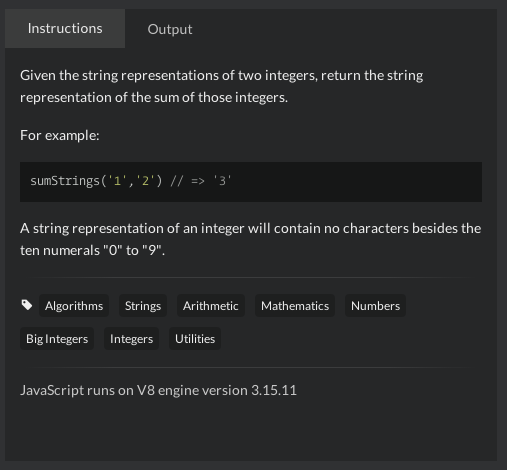 Instructions
Output
Given the string representations of two integers, return the string
representation of the sum of those integers.
For example:
sumStrings('1','2') // => '3'
A string representation of an integer will contain no characters besides the
ten numerals "0" to "9".
Algorithms Strings Arithmetic Mathematics Numbers
Big Integers Integers Utilities
JavaScript runs on V8 engine version 3.15.11